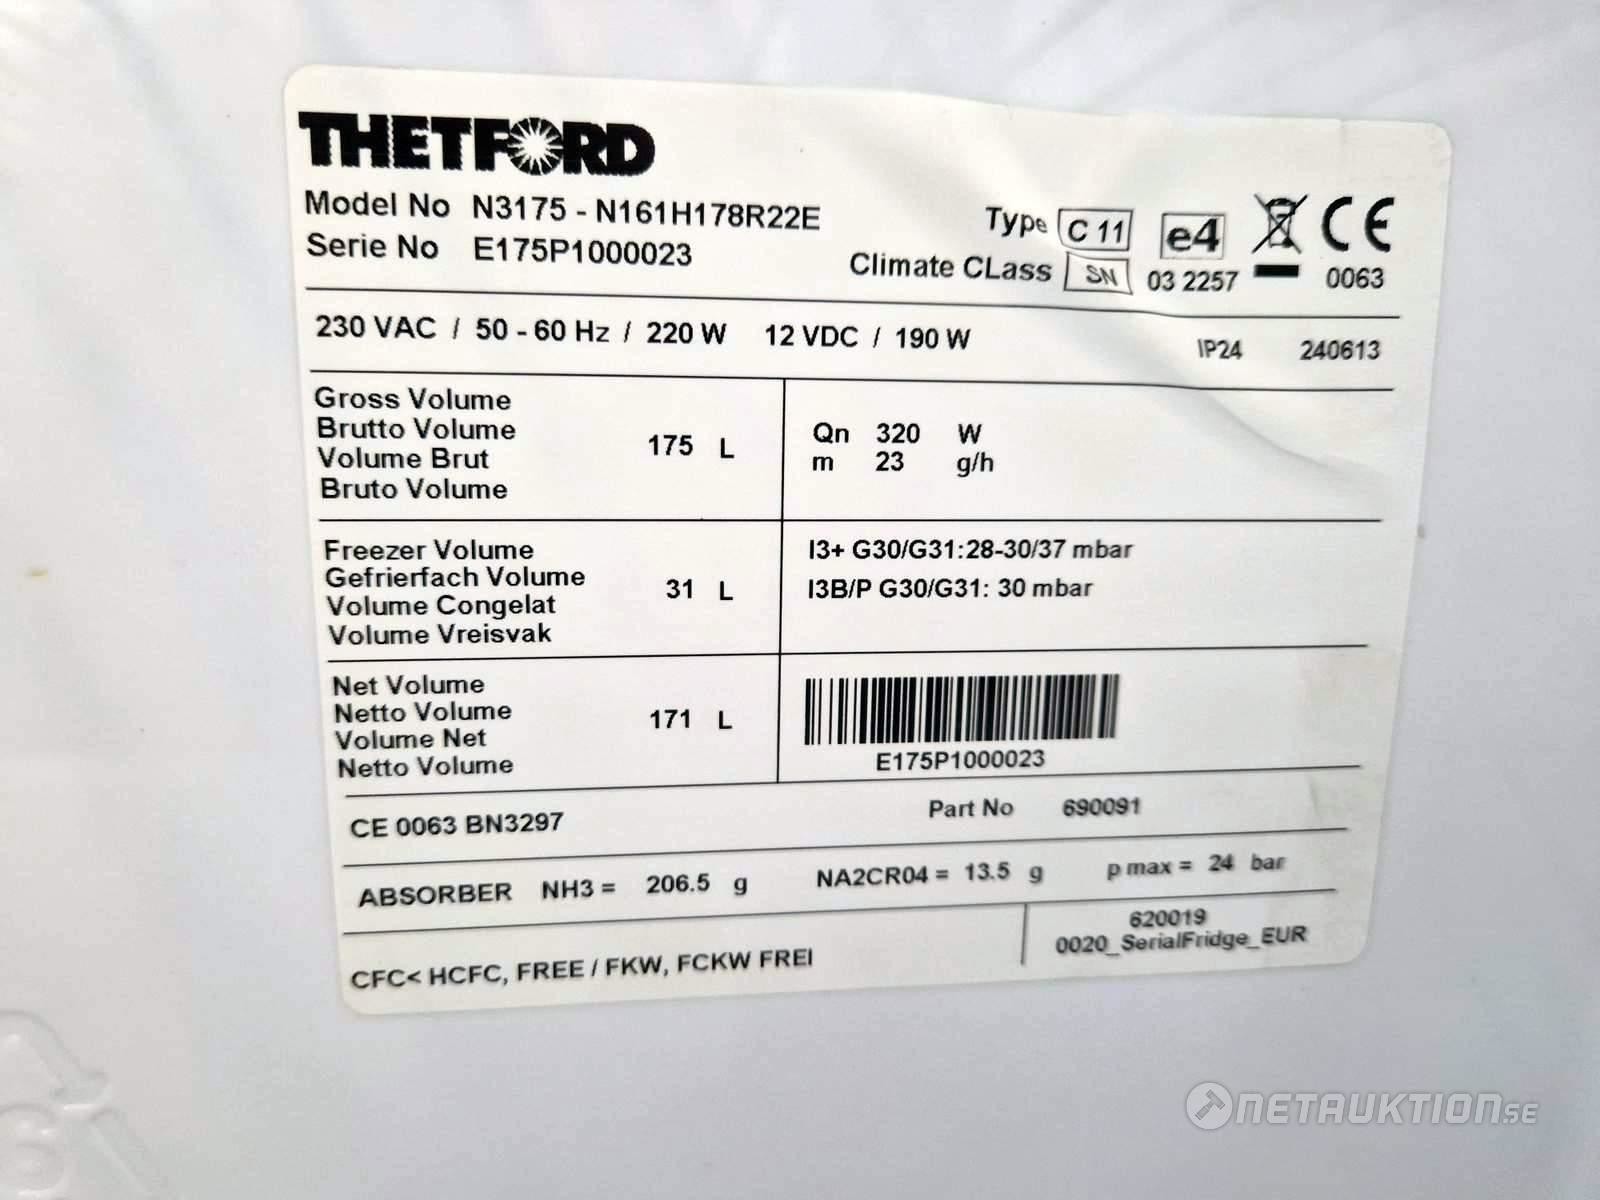 THETFORD
Model No N3175 - N161H178R22E
Serie No E175P1000023
Type C 11
Climate CLass SN
e4
03 2257
CE
0063
230 VAC / 50 - 60 Hz / 220 W 12 VDC / 190 W IP24 240613
Gross Volume
Brutto Volume
Volume Brut
Bruto Volume
175 L
Qn 320 W
m 23 g/h
Freezer Volume
Gefrierfach Volume
Volume Congelat
Volume Vreisvak
31 L
I3+ G30/G31:28-30/37 mbar
I3B/P G30/G31: 30 mbar
Net Volume
Netto Volume
Volume Net
Netto Volume
171 L
E175P1000023
CE 0063 BN3297 Part No 690091
ABSORBER NH3 = 206.5 g NA2CR04 = 13.5 g p max = 24 bar
CFC< HCFC, FREE / FKW, FCKW FREI
620019
0020_SerialFridge_EUR
NETAUKTION.SE